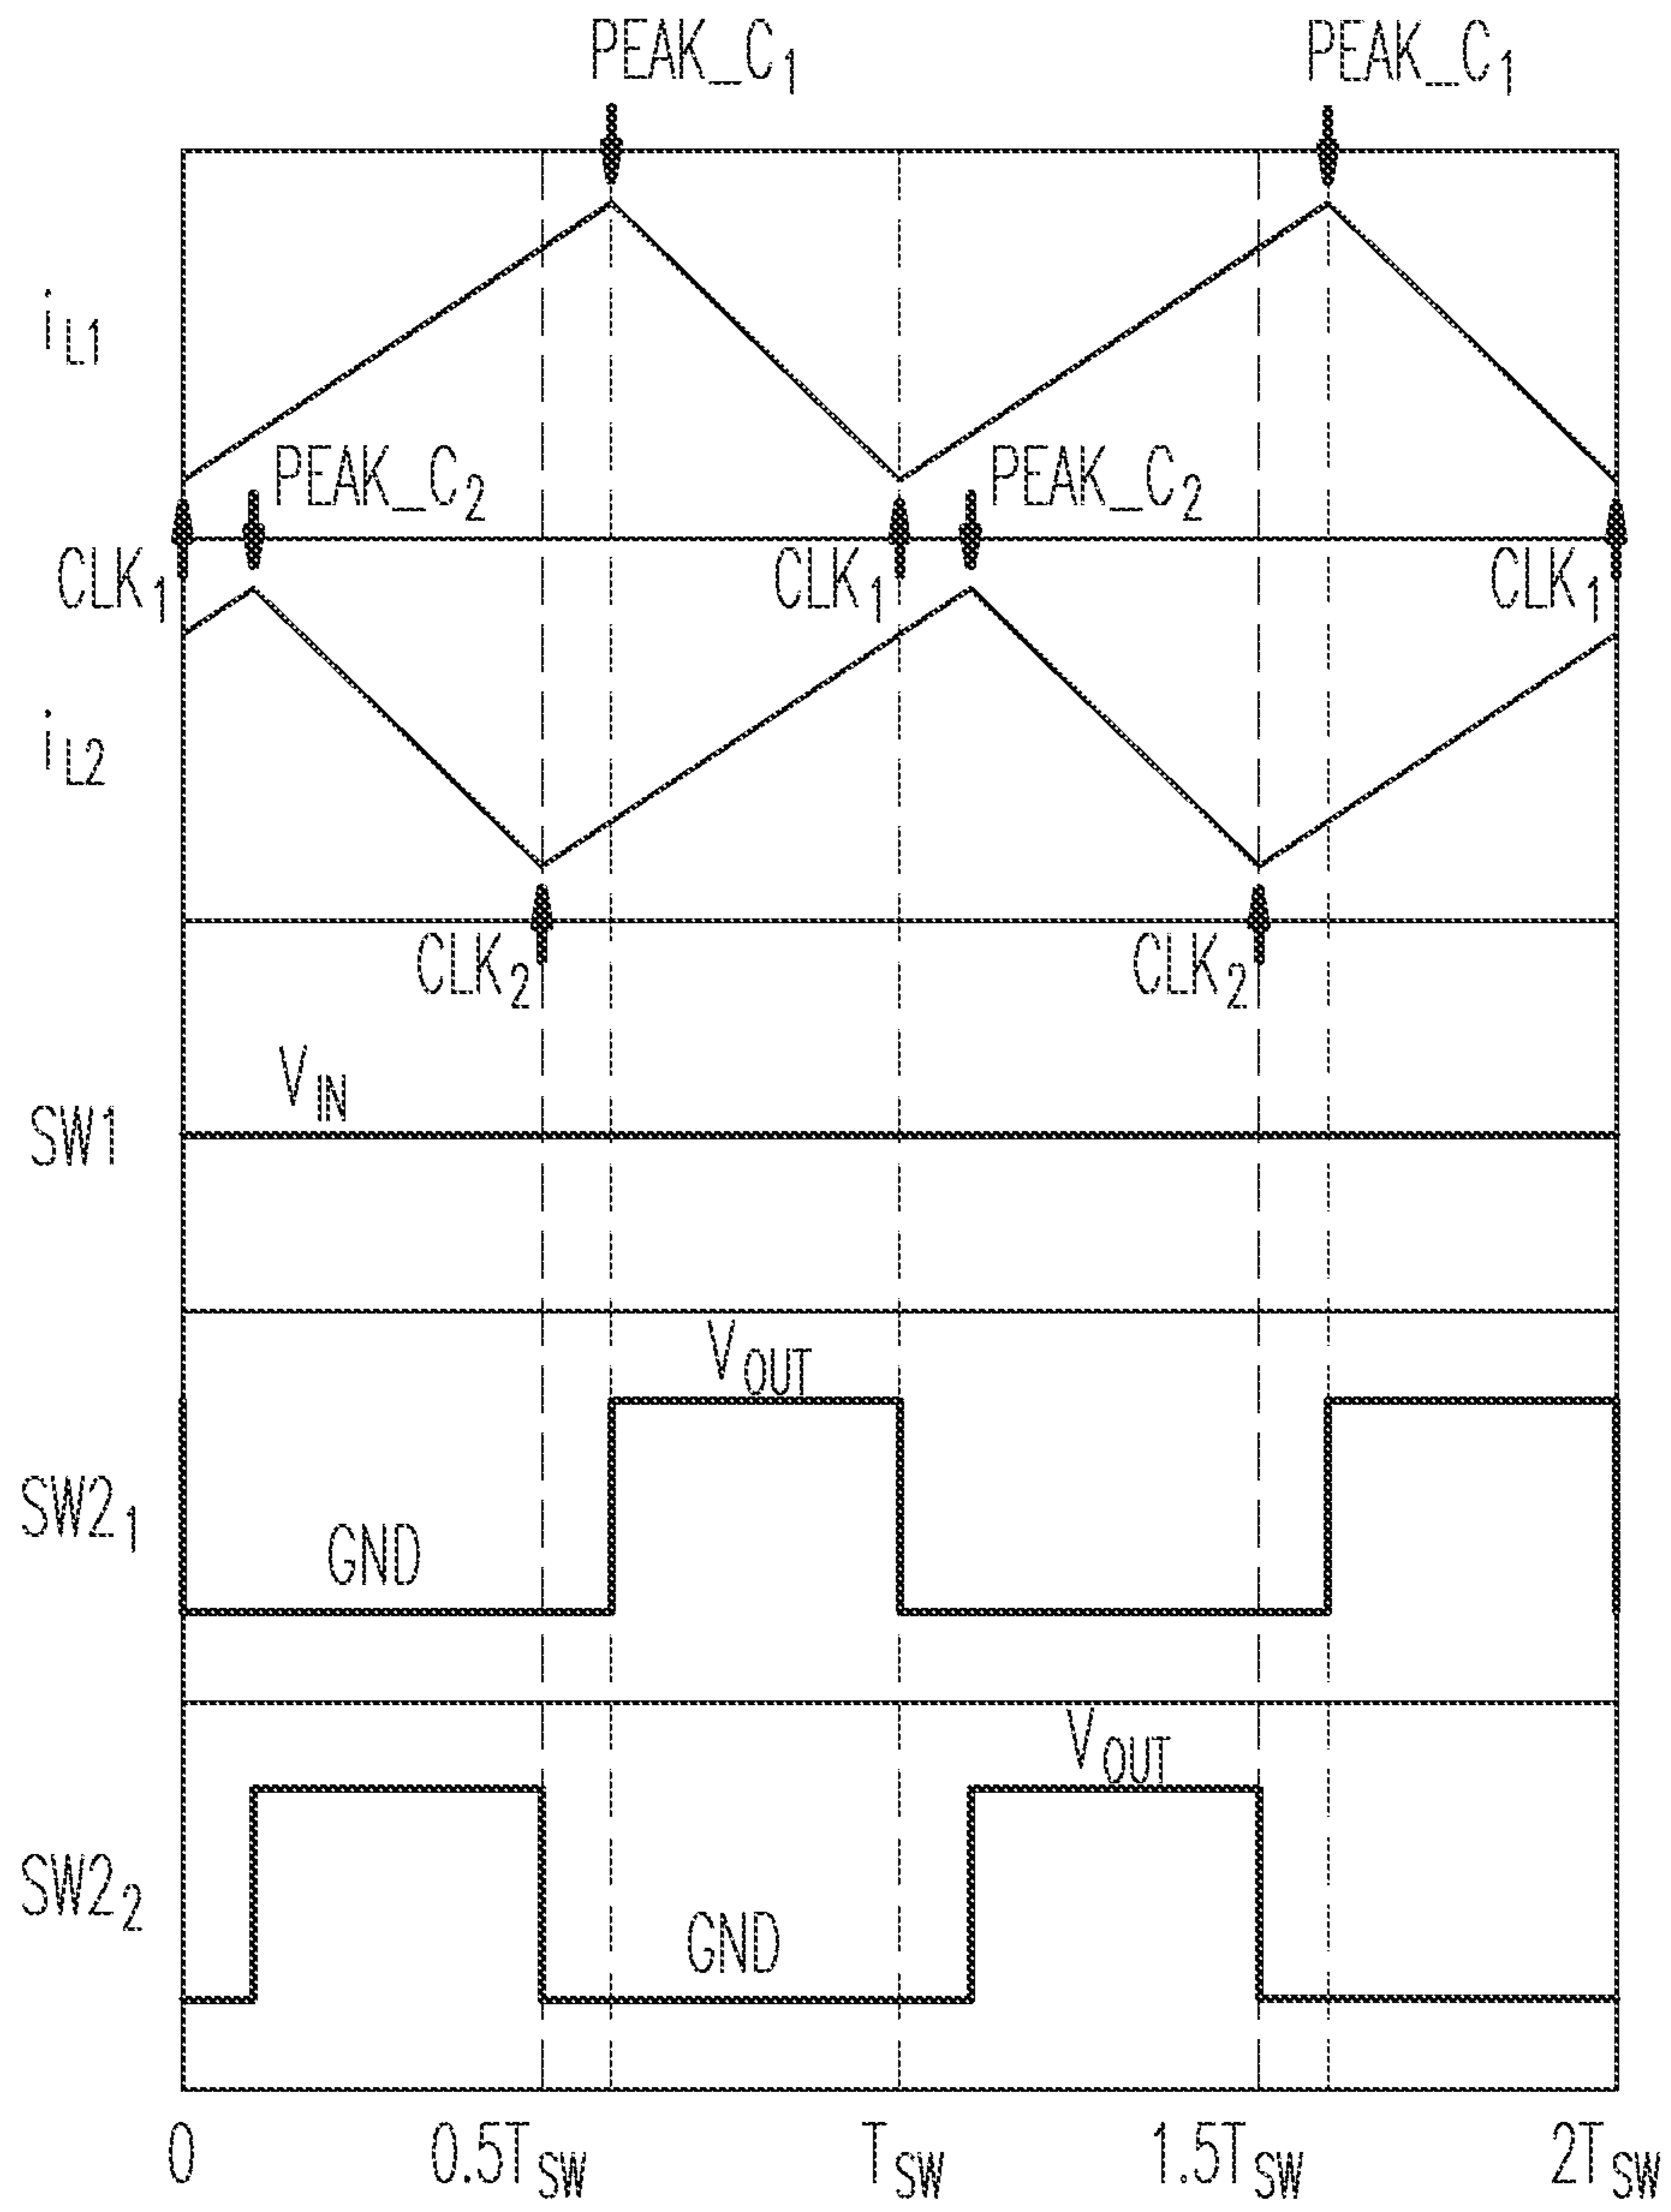 PEAK_C1 PEAK_C1
iL1
PEAK_C2 PEAK_C2
CLK1 CLK1 CLK1
iL2
CLK2 CLK2
VIN
SW1
VOUT
SW21
GND
VOUT
SW22
GND
0 0.5TSW TSW 1.5TSW 2TSW